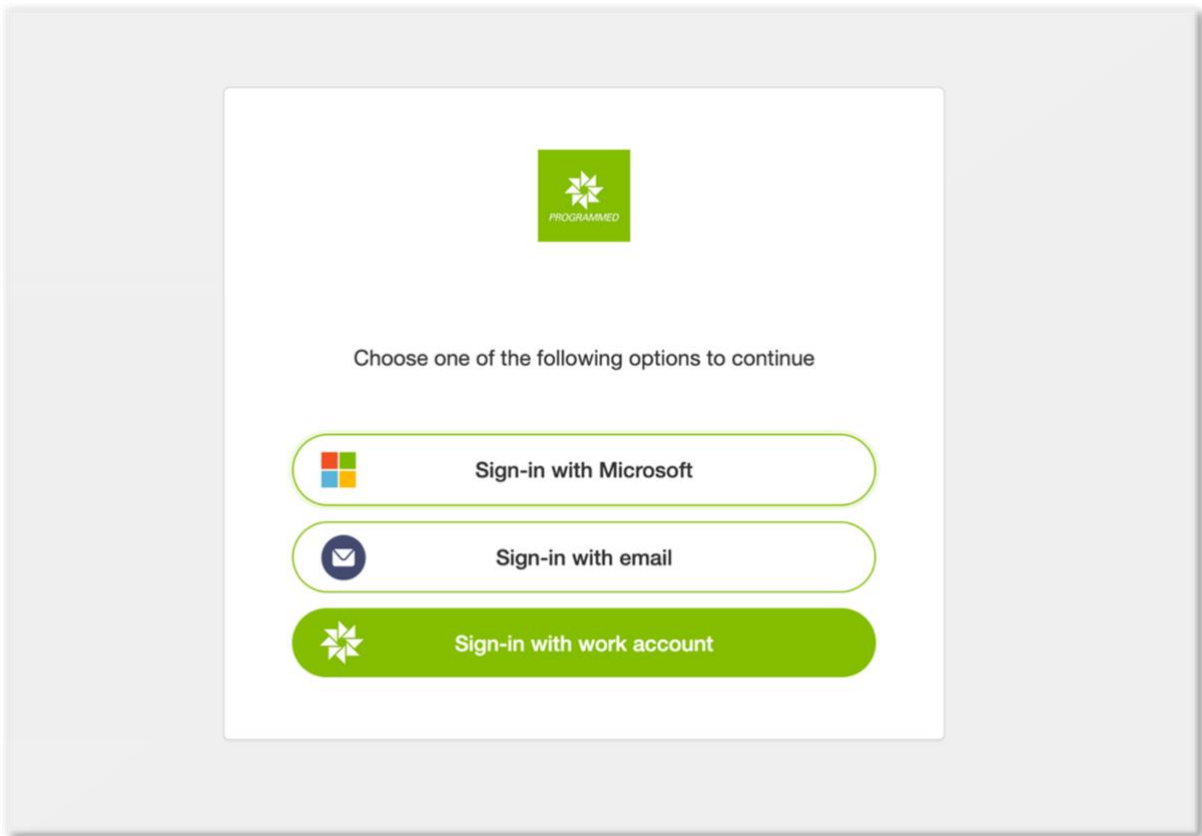 PROGRAMMED
Choose one of the following options to continue
Sign-in with Microsoft
Sign-in with email
Sign-in with work account